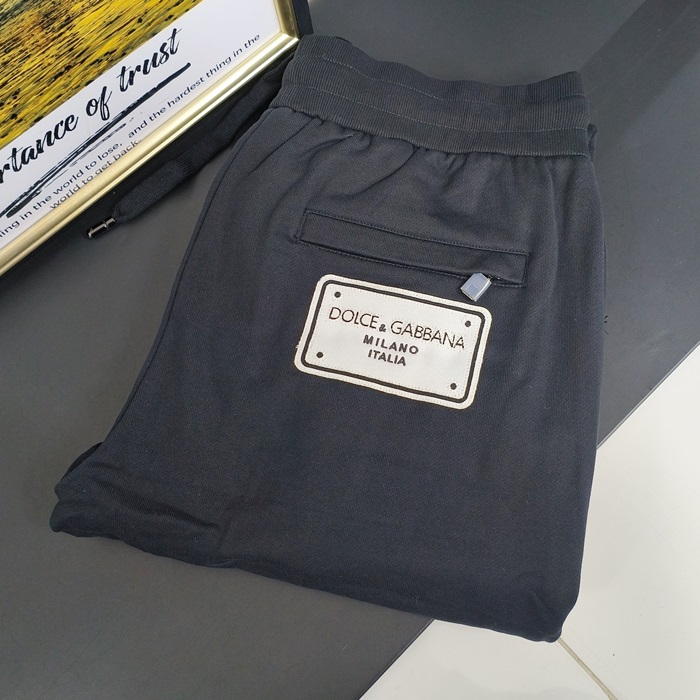 rtance of trust
ing in the world to lose, and the hardest thing in the
world to get back
DOLCE & GABBANA
MILANO
ITALIA